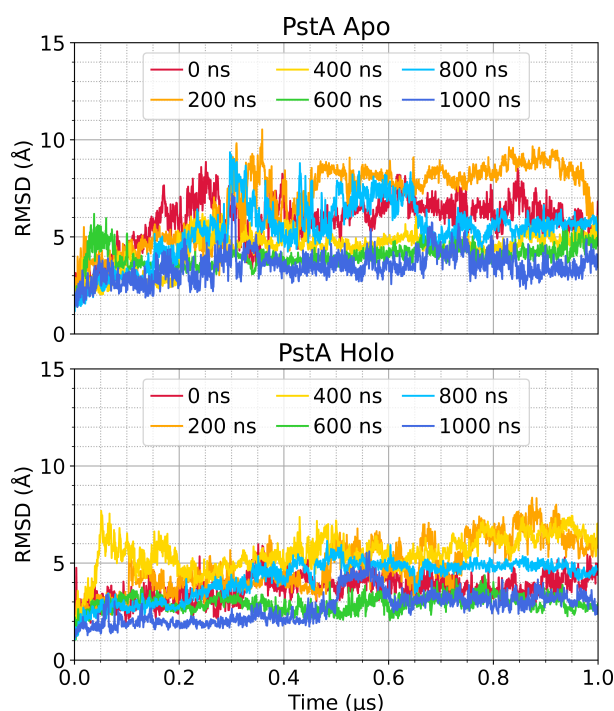 PstA Apo
15
10
5
0
RMSD (Å)
0 ns 400 ns 800 ns
200 ns 600 ns 1000 ns
PstA Holo
15
10
5
0
RMSD (Å)
0 ns 400 ns 800 ns
200 ns 600 ns 1000 ns
0.0 0.2 0.4 0.6 0.8 1.0
Time (μs)